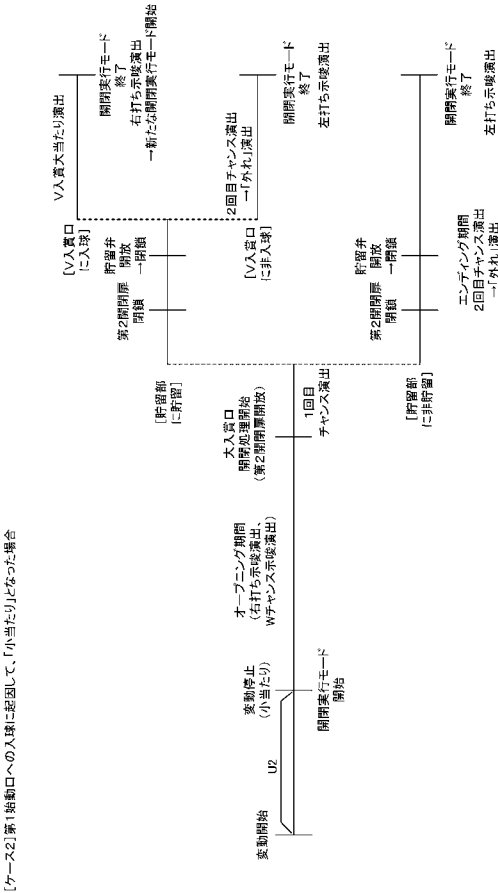 [ケース2]第1始動口への入球に起因して、「小当たり」となった場合
変動開始
U2
変動停止
(小当たり)
開閉実行モード
開始
オープニング期間
(右打ち示唆演出、
Wチャンス示唆演出)
大入賞口
開閉処理開始
(第2開閉扉開放)
1回目
チャンス演出
[貯留部
に貯留]
第2開閉扉
閉鎖
貯留弁
開放
→閉鎖
[V入賞口
に入球]
V入賞大当たり演出
開閉実行モード
終了
右打ち示唆演出
→新たな開閉実行モード開始
[V入賞口
に非入球]
2回目チャンス演出
→「外れ」演出
開閉実行モード
終了
左打ち示唆演出
[貯留部
に非貯留]
第2開閉扉
閉鎖
貯留弁
開放
→閉鎖
エンディング期間
2回目チャンス演出
→「外れ」演出
開閉実行モード
終了
左打ち示唆演出